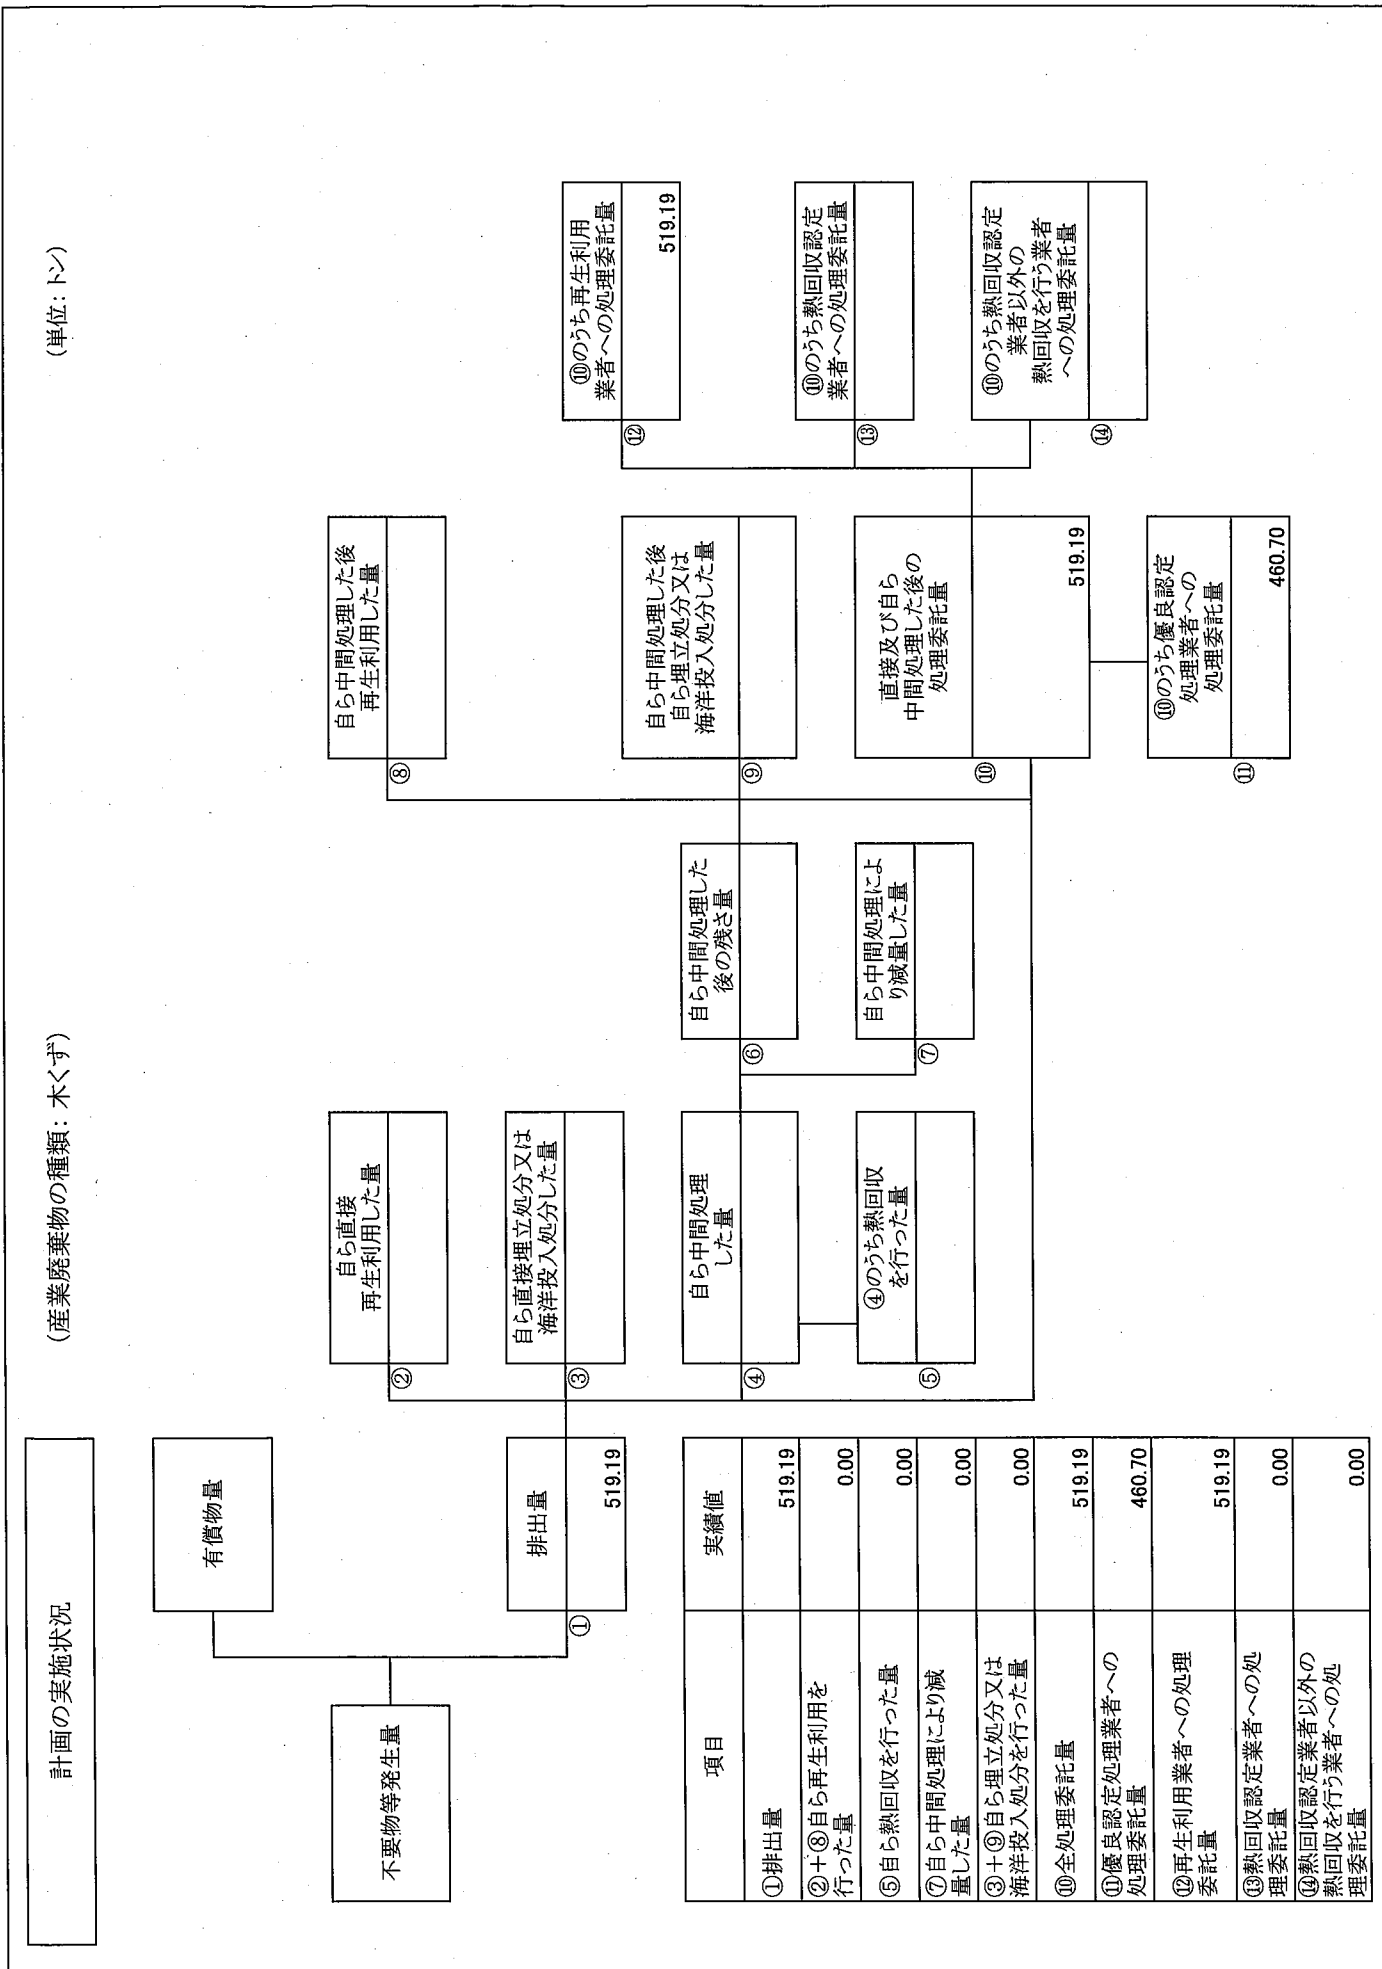 計画の実施状況
(産業廃棄物の種類：木くず)
(単位：トン)
不要物等発生量
有償物量
①
排出量
519.19
②
自ら直接
再生利用した量
③
自ら直接埋立処分又は
海洋投入処分した量
④
自ら中間処理
した量
⑤
④のうち熱回収
を行った量
⑥
自ら中間処理した
後の残さ量
⑦
自ら中間処理によ
り減量した量
⑧
自ら中間処理した後
再生利用した量
⑨
自ら中間処理した後
自ら埋立処分又は
海洋投入処分した量
⑩
直接及び自ら
中間処理した後の
処理委託量
519.19
⑪
⑩のうち優良認定
処理業者への
処理委託量
460.70
⑫
⑩のうち再生利用
業者への処理委託量
519.19
⑬
⑩のうち熱回収認定
業者への処理委託量
⑭
⑩のうち熱回収認定
業者以外の
熱回収を行う業者
への処理委託量
項目 実績値
①排出量 519.19
②＋⑧自ら再生利用を
行った量 0.00
⑤自ら熱回収を行った量 0.00
⑦自ら中間処理により減
量した量 0.00
③＋⑨自ら埋立処分又は
海洋投入処分を行った量 0.00
⑩全処理委託量 519.19
⑪優良認定処理業者への
処理委託量 460.70
⑫再生利用業者への処理
委託量 519.19
⑬熱回収認定業者への処
理委託量 0.00
⑭熱回収認定業者以外の
熱回収を行う業者への処
理委託量 0.00